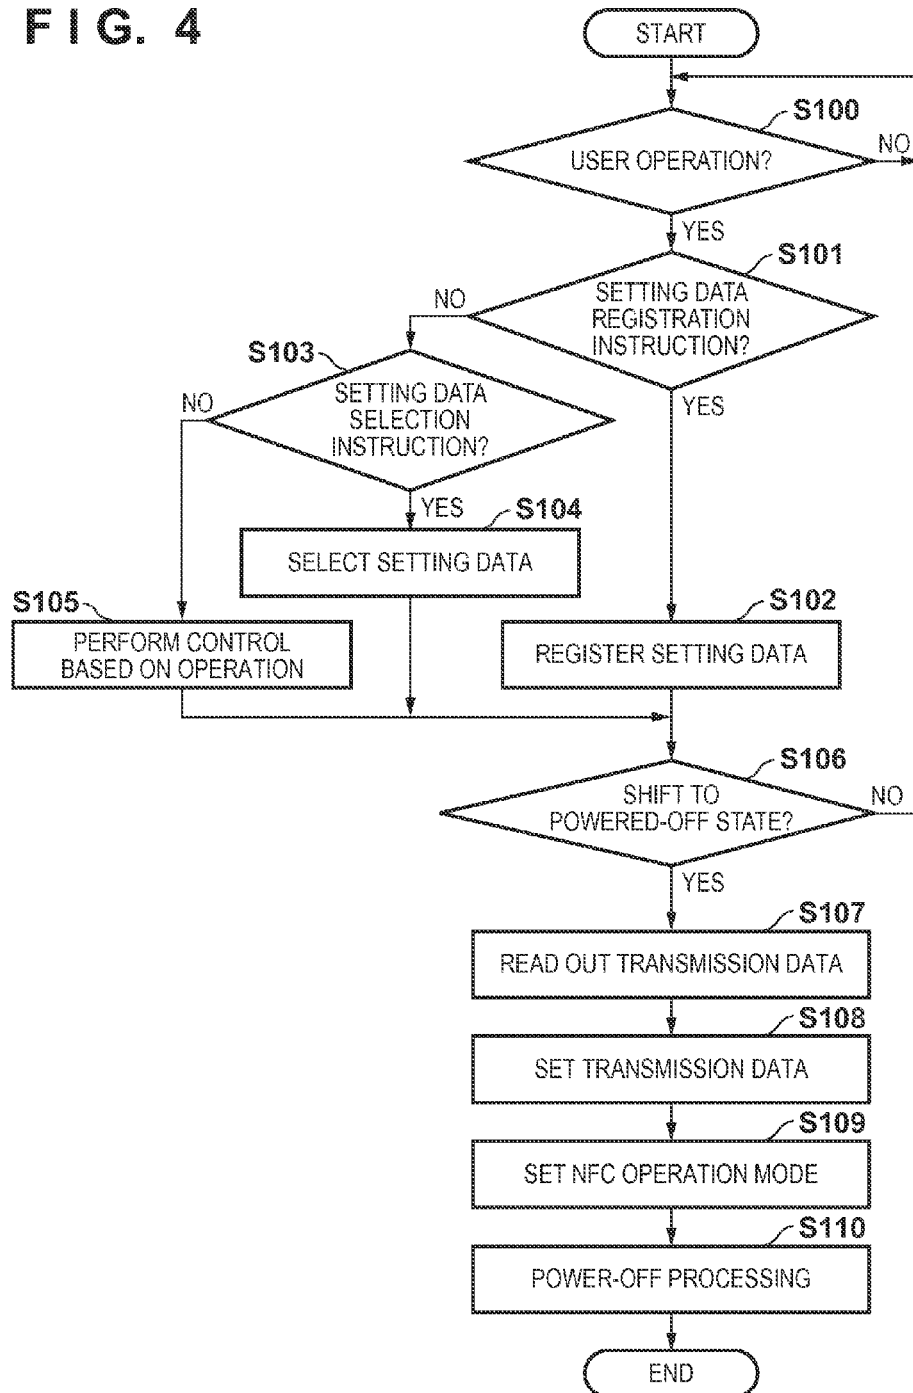 FIG. 4
START
S100
USER OPERATION?
NO
YES
S101
SETTING DATA
REGISTRATION
INSTRUCTION?
NO
YES
S103
SETTING DATA
SELECTION
INSTRUCTION?
NO
YES
S104
SELECT SETTING DATA
S105
PERFORM CONTROL
BASED ON OPERATION
S102
REGISTER SETTING DATA
S106
SHIFT TO
POWERED-OFF STATE?
NO
YES
S107
READ OUT TRANSMISSION DATA
S108
SET TRANSMISSION DATA
S109
SET NFC OPERATION MODE
S110
POWER-OFF PROCESSING
END